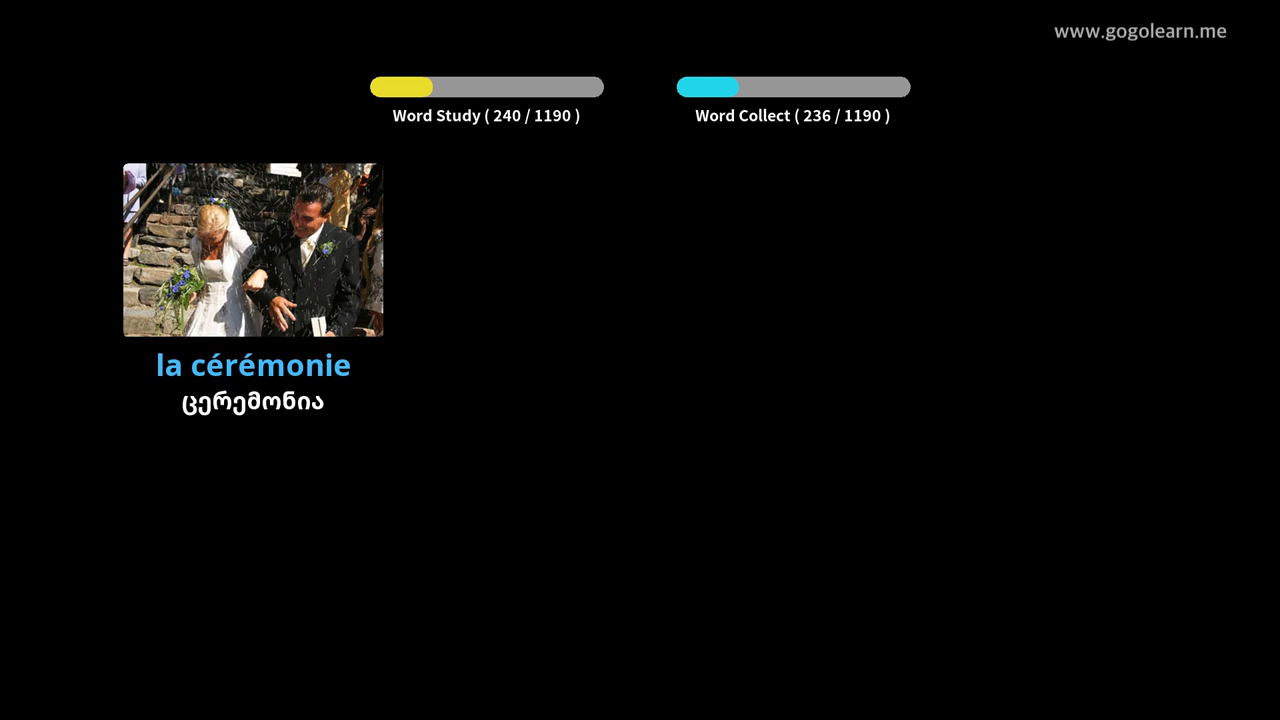 www.gogolearn.me
Word Study ( 240 / 1190 )
Word Collect ( 236 / 1190 )
la cérémonie
ცერემონია